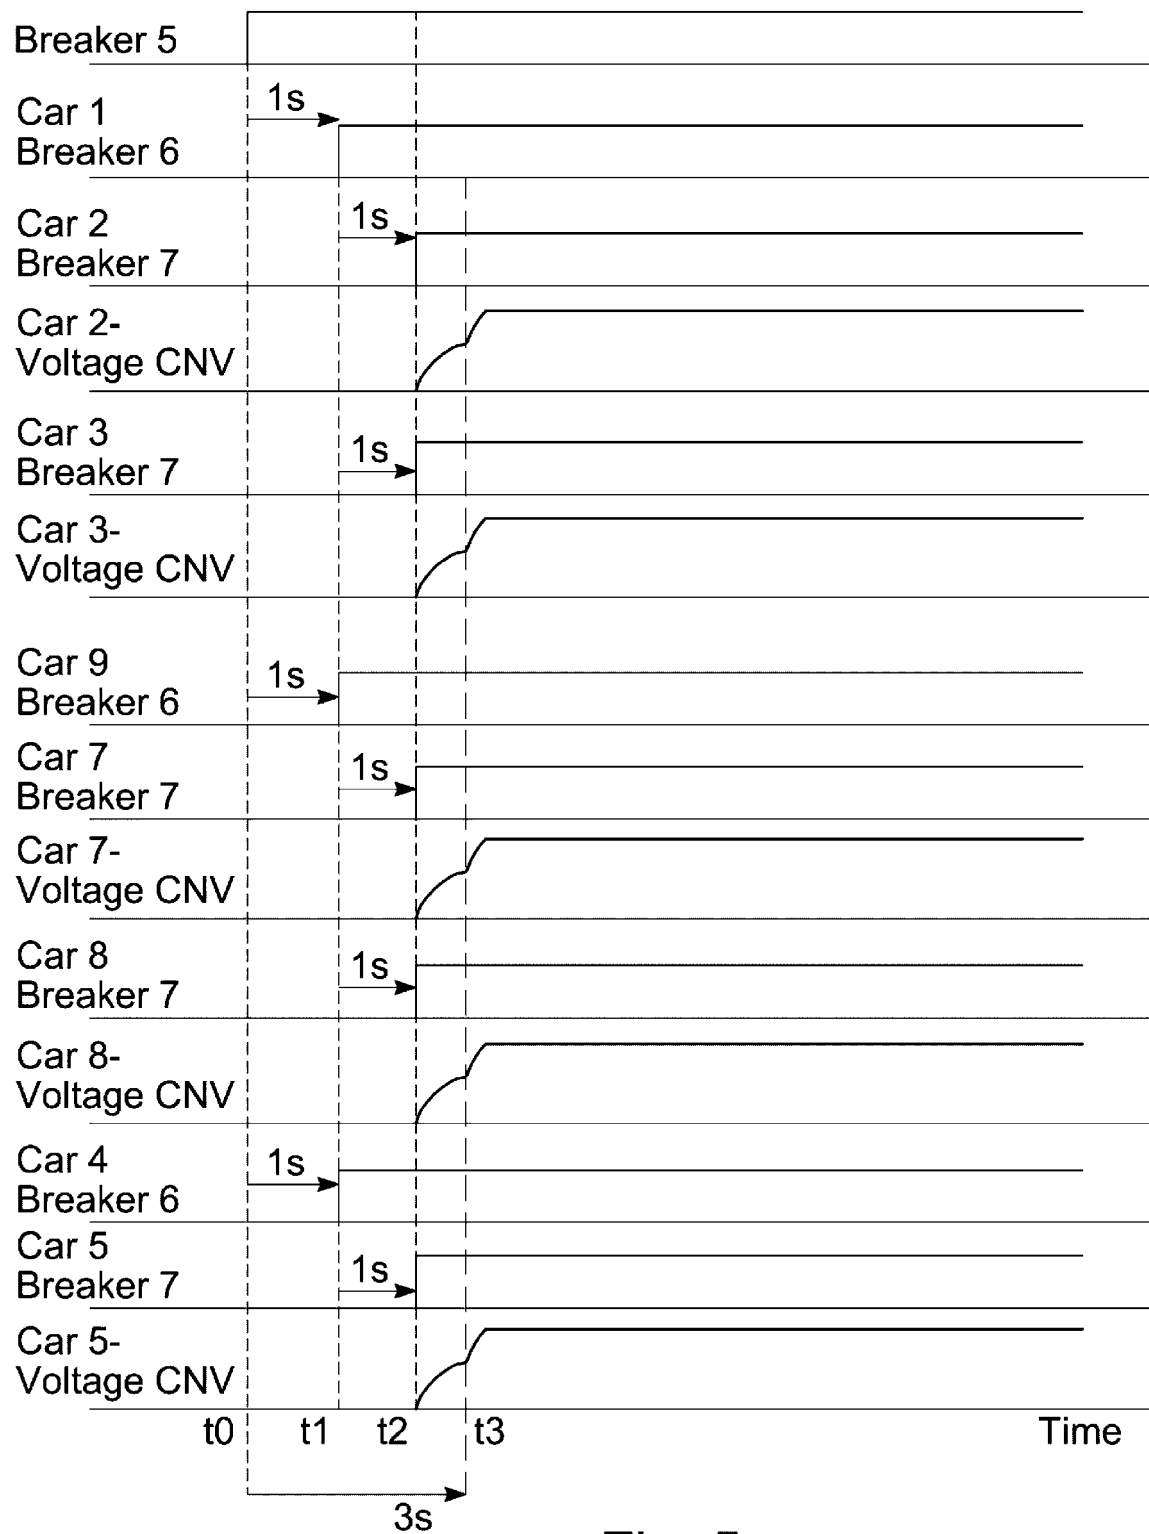 Breaker 5
1s
Car 1
Breaker 6
1s
Car 2
Breaker 7
Car 2-
Voltage CNV
Car 3
1s
Breaker 7
Car 3-
Voltage CNV
Car 9
1s
Breaker 6
Car 7
1s
Breaker 7
Car 7-
Voltage CNV
Car 8
1s
Breaker 7
Car 8-
Voltage CNV
Car 4
1s
Breaker 6
Car 5
1s
Breaker 7
Car 5-
Voltage CNV
t0 t1 t2 t3 Time
3s